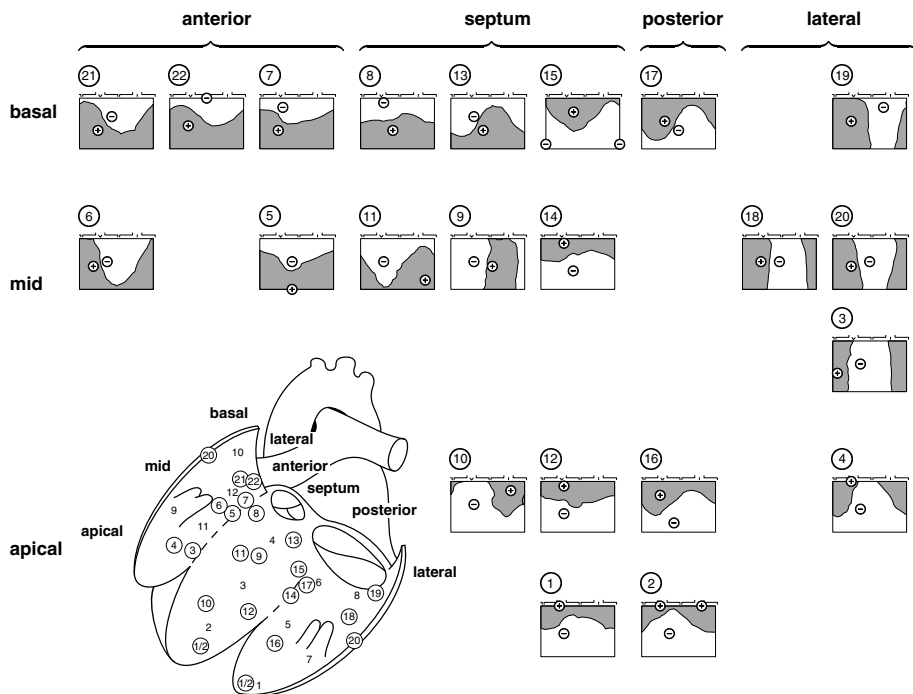 anterior septum posterior lateral
21 22 7 8 13 15 17 19
basal
6 5 11 9 14 18 20
mid
3
basal
lateral
20 10
mid anterior
21 22
12 septum
7
9 6 5 8
posterior
11
apical
4 3
11 9 4 13
lateral
15
17 6
3 14 8 19
10 12
18
2 5
16 20
1/2
7
1/2 1
10 12 16 4
apical
1 2